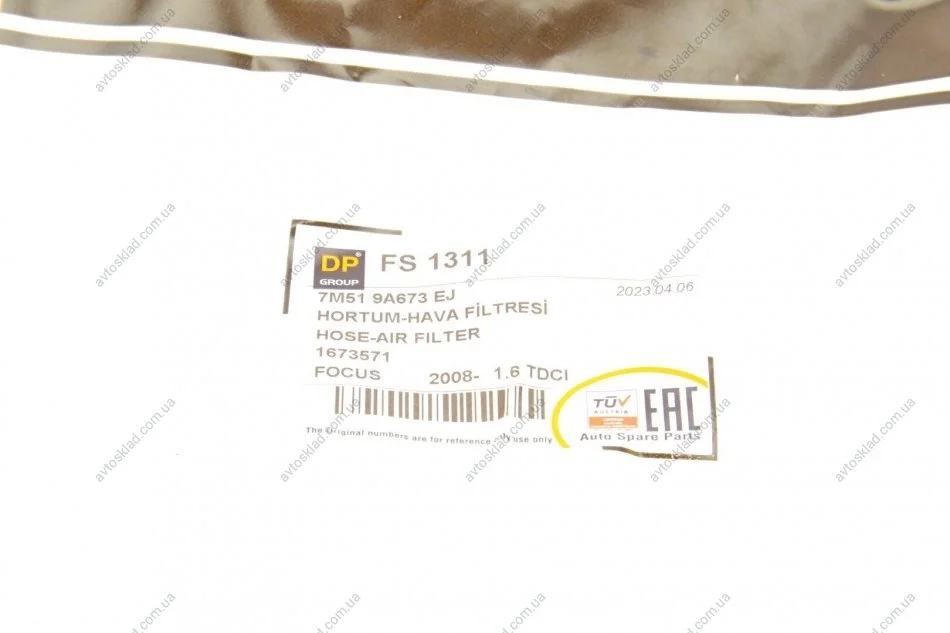 DP GROUP FS 1311
7M51 9A673 EJ 2023.04.06
HORTUM-HAVA FİLTRESİ
HOSE-AIR FILTER
1673571
FOCUS 2008- 1.6 TDCI
TÜV AUSTRIA EAC
The Original numbers are for reference use only
Auto Spare Parts
avtosklad.com.ua